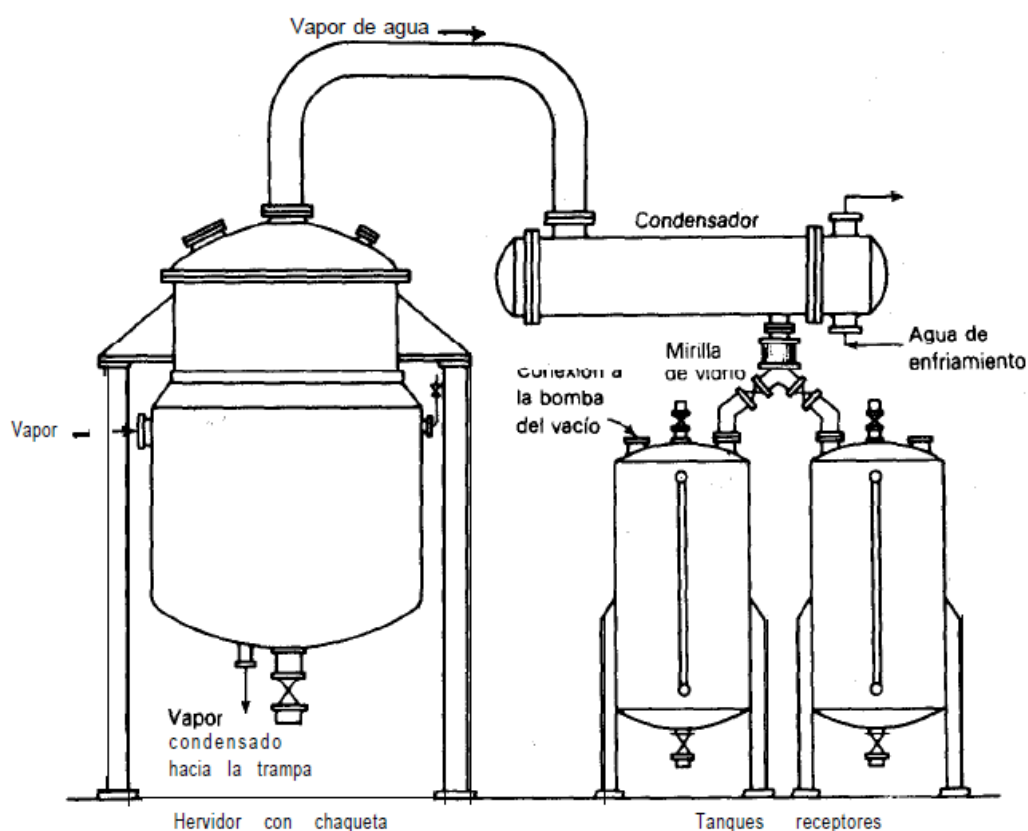 Vapor de agua
Condensador
Agua de
enfriamiento
Mirilla
de vidrio
Conexión a
la bomba
del vacío
Vapor
Vapor
condensado
hacia la trampa
Hervidor con chaqueta
Tanques receptores